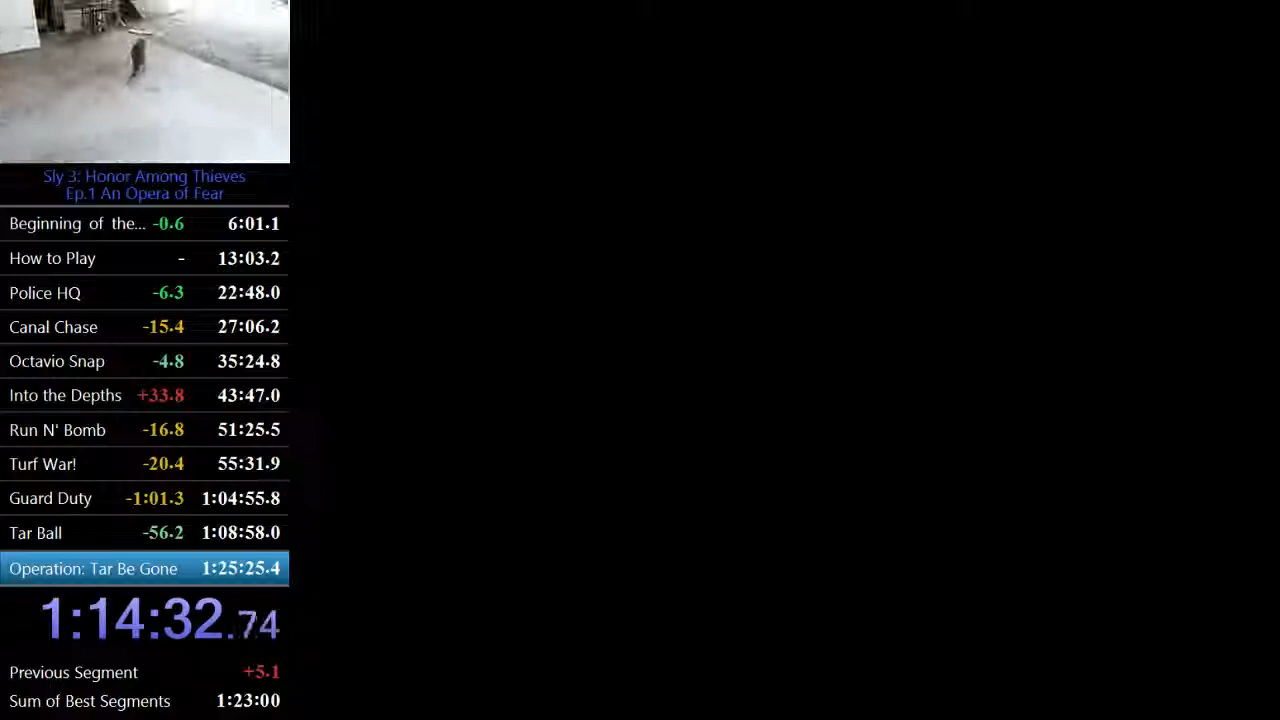 Sly 3: Honor Among Thieves
Ep.1 An Opera of Fear
Beginning of the... -0.6 6:01.1
How to Play - 13:03.2
Police HQ -6.3 22:48.0
Canal Chase -15.4 27:06.2
Octavio Snap -4.8 35:24.8
Into the Depths +33.8 43:47.0
Run N' Bomb -16.8 51:25.5
Turf War! -20.4 55:31.9
Guard Duty -1:01.3 1:04:55.8
Tar Ball -56.2 1:08:58.0
Operation: Tar Be Gone 1:25:25.4
1:14:32.74
Previous Segment +5.1
Sum of Best Segments 1:23:00